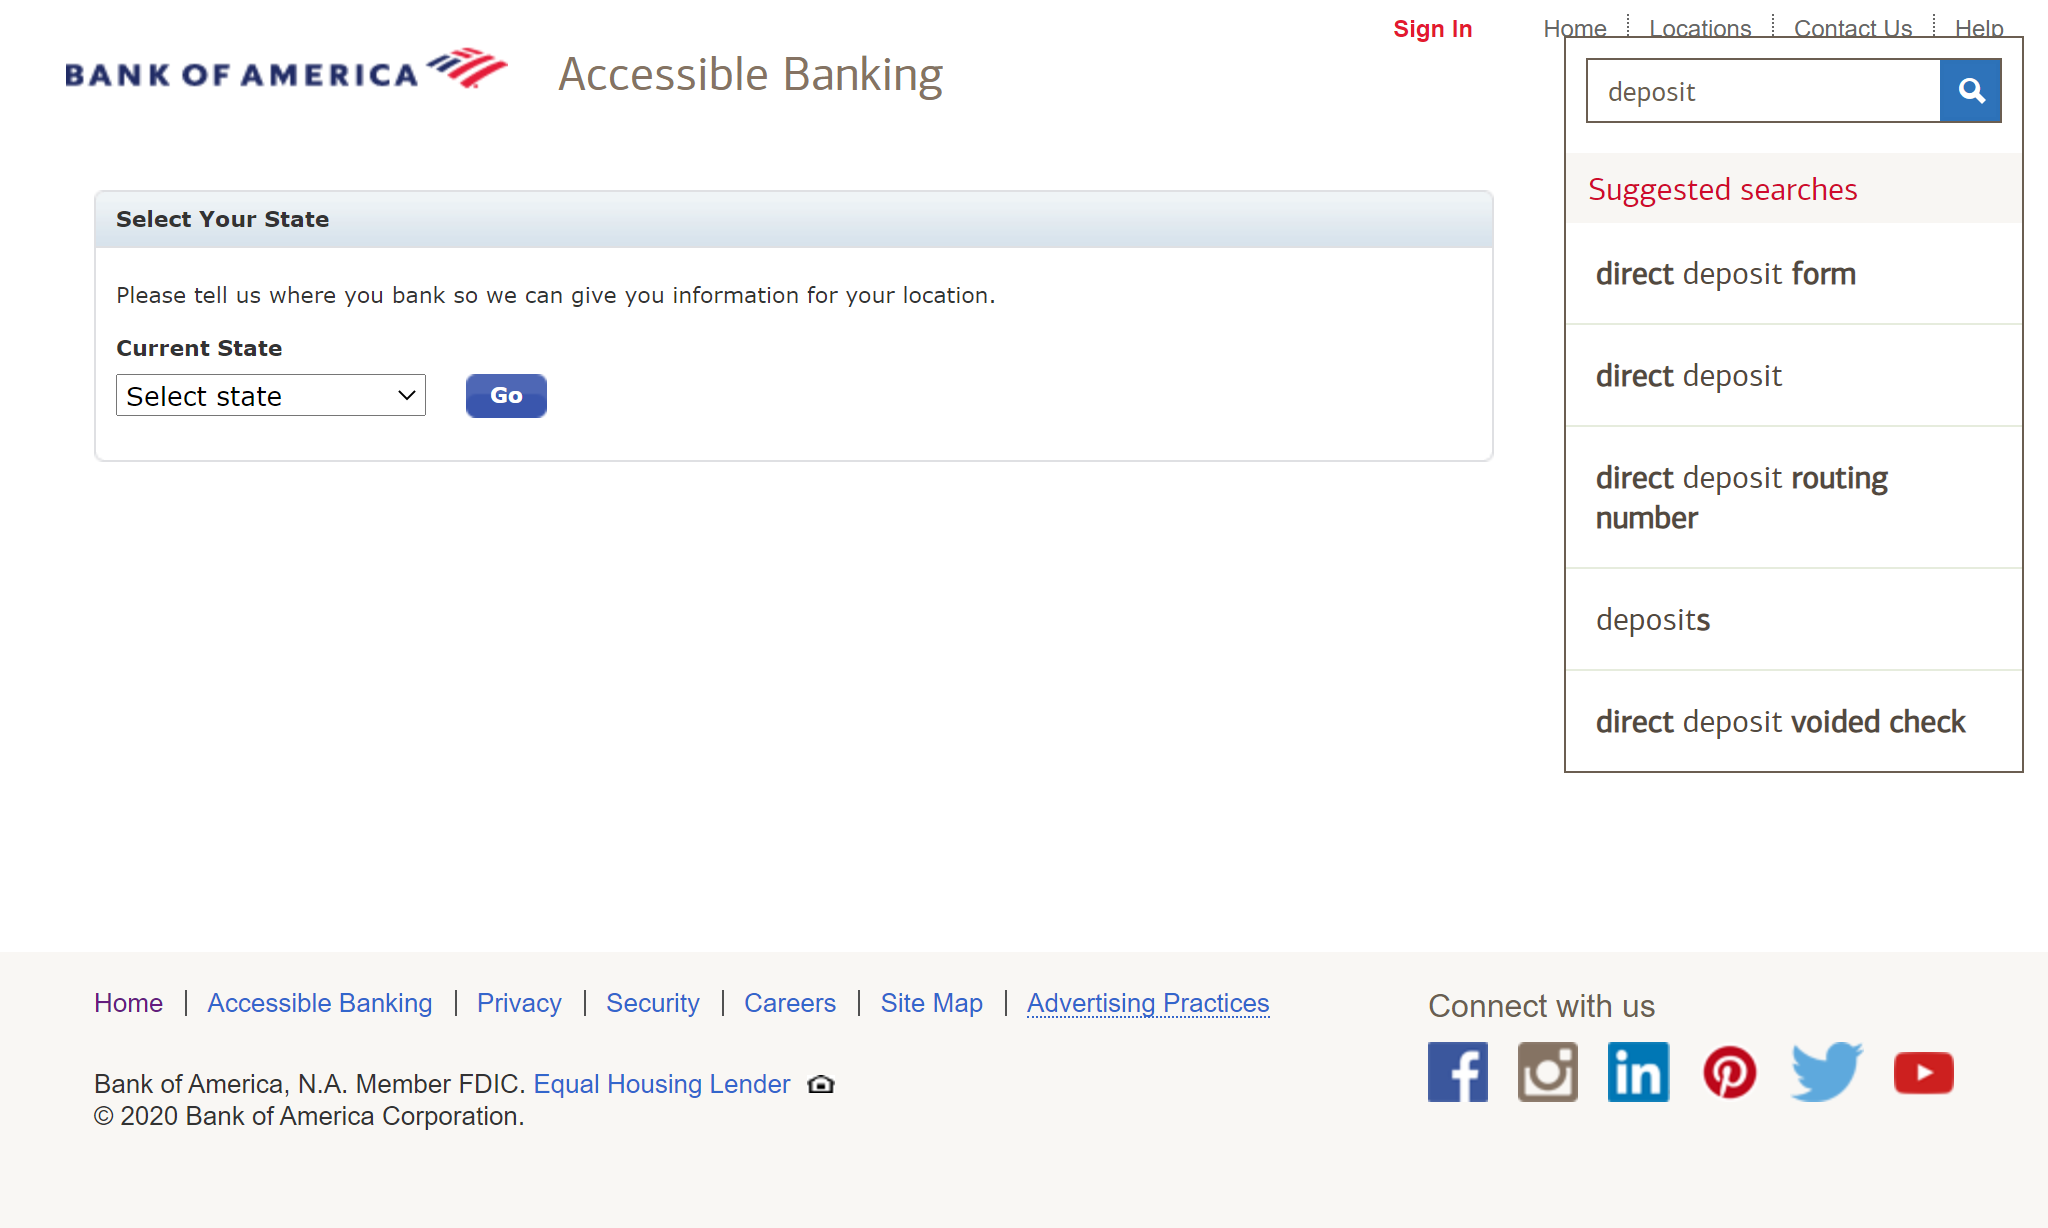 Sign In
Home
Locations
Contact Us
Help
BANK OF AMERICA
Accessible Banking
deposit
Suggested searches
direct deposit form
direct deposit
direct deposit routing
number
deposits
direct deposit voided check
Select Your State
Please tell us where you bank so we can give you information for your location.
Current State
Select state
Go
Home
Accessible Banking
Privacy
Security
Careers
Site Map
Advertising Practices
Bank of America, N.A. Member FDIC. Equal Housing Lender
© 2020 Bank of America Corporation.
Connect with us